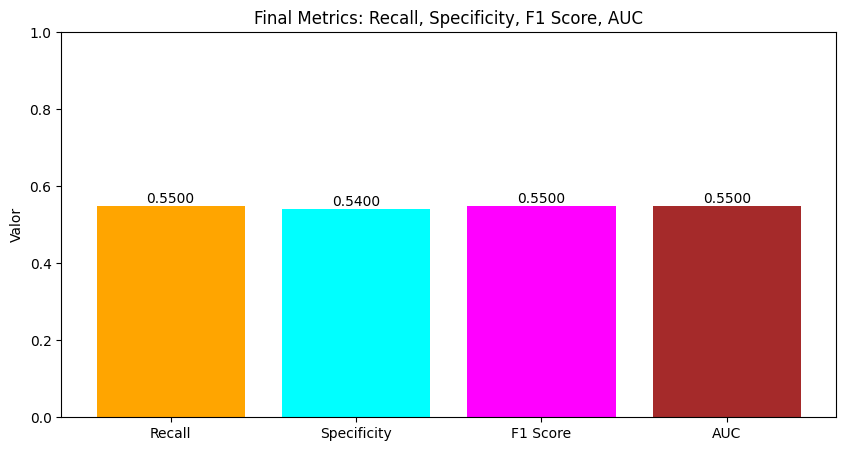 Final Metrics: Recall, Specificity, F1 Score, AUC
Valor
1.0
0.8
0.6
0.4
0.2
0.0
0.5500
0.5400
0.5500
0.5500
Recall
Specificity
F1 Score
AUC